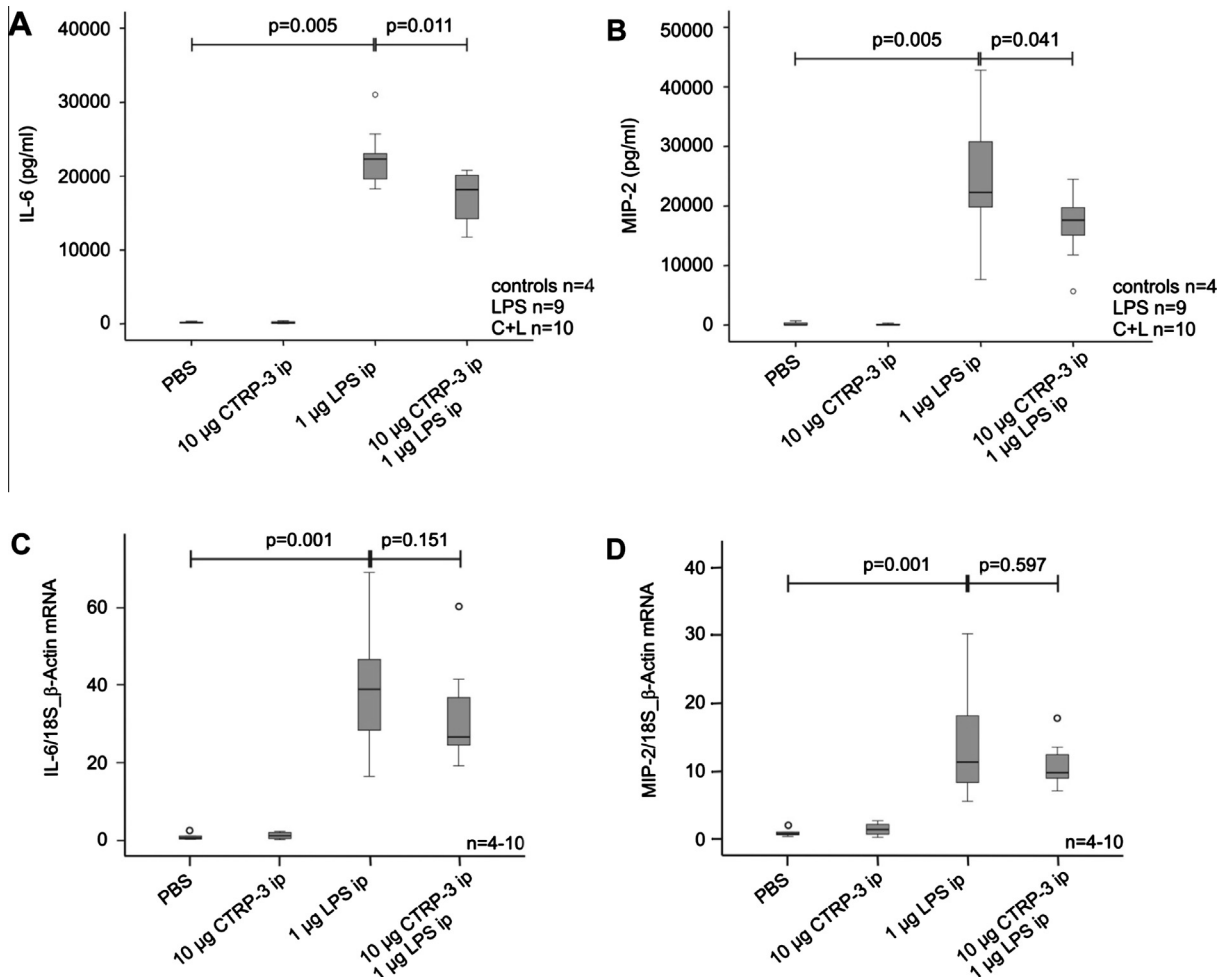 A
p=0.005
p=0.011
40000
30000
20000
10000
0
IL-6 (pg/ml)
controls n=4
LPS n=9
C+L n=10
PBS
10 µg CTRP-3 ip
1 µg LPS ip
10 µg CTRP-3 ip
1 µg LPS ip
B
p=0.005
p=0.041
50000
40000
30000
20000
10000
0
MIP-2 (pg/ml)
controls n=4
LPS n=9
C+L n=10
PBS
10 µg CTRP-3 ip
1 µg LPS ip
10 µg CTRP-3 ip
1 µg LPS ip
C
p=0.001
p=0.151
60
40
20
0
IL-6/18S_β-Actin mRNA
n=4-10
PBS
10 µg CTRP-3 ip
1 µg LPS ip
10 µg CTRP-3 ip
1 µg LPS ip
D
p=0.001
p=0.597
40
30
20
10
0
MIP-2/18S_β-Actin mRNA
n=4-10
PBS
10 µg CTRP-3 ip
1 µg LPS ip
10 µg CTRP-3 ip
1 µg LPS ip